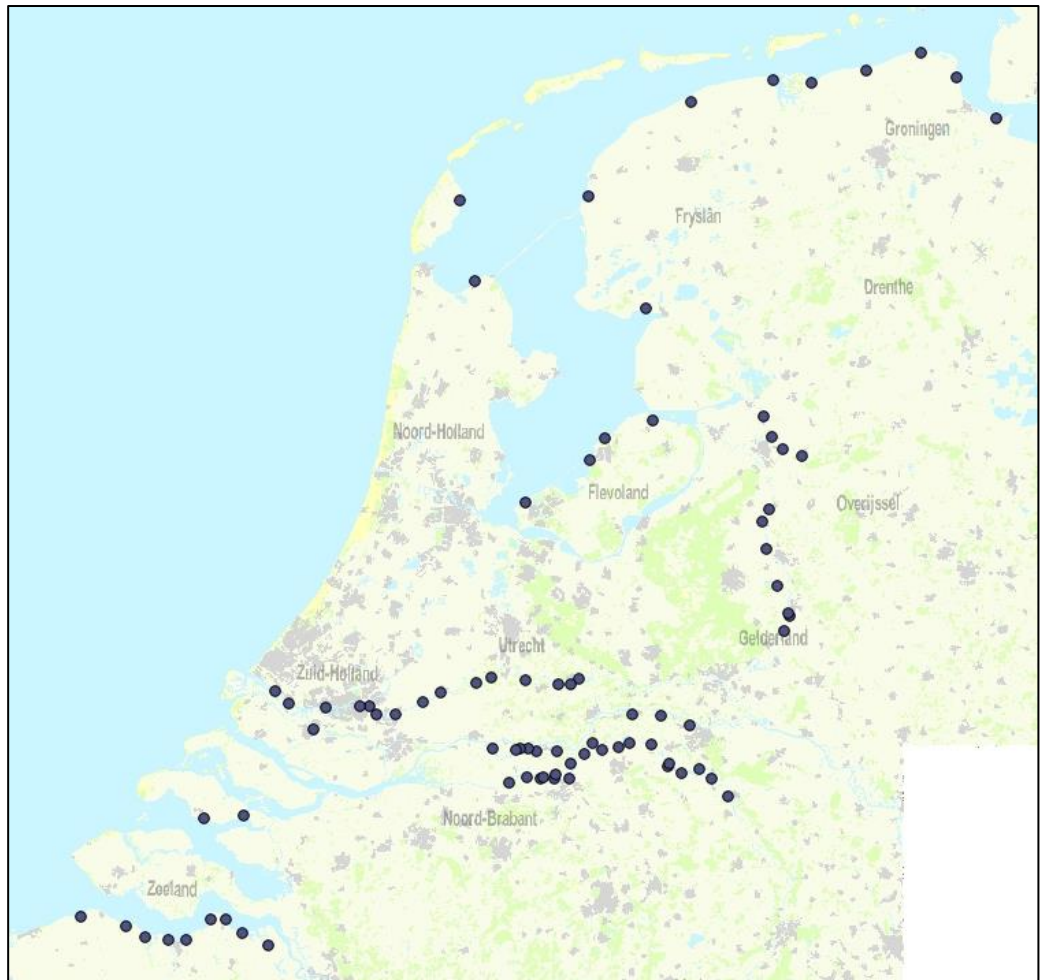 Groningen
Fryslân
Drenthe
Noord-Holland
Flevoland
Overijssel
Utrecht
Gelderland
Zuid-Holland
Noord-Brabant
Zeeland